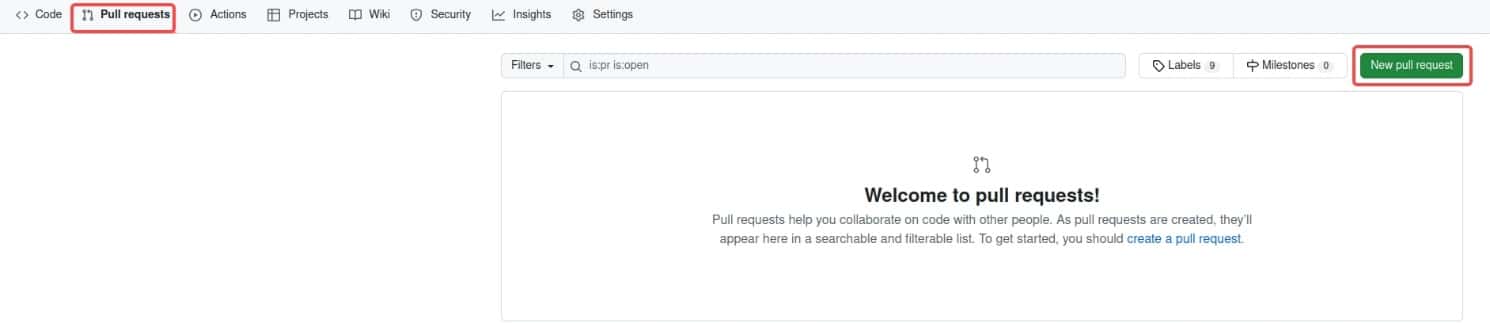 Code Pull requests Actions Projects Wiki Security Insights Settings
Filters is:pr is:open Labels 9 Milestones 0 New pull request
Welcome to pull requests!
Pull requests help you collaborate on code with other people. As pull requests are created, they'll
appear here in a searchable and filterable list. To get started, you should create a pull request.